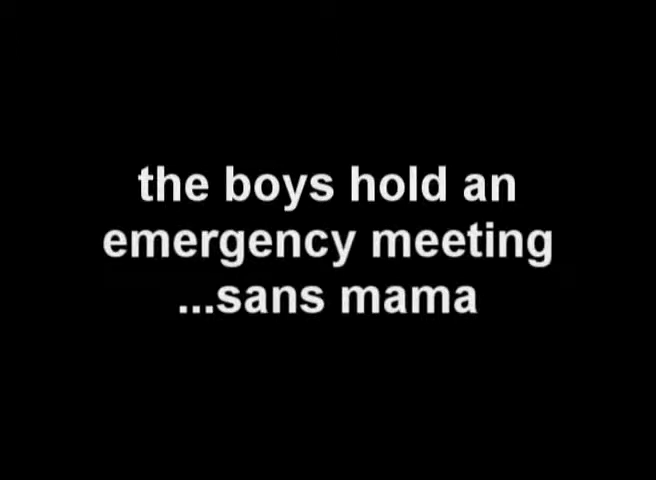 the boys hold an
emergency meeting
...sans mama